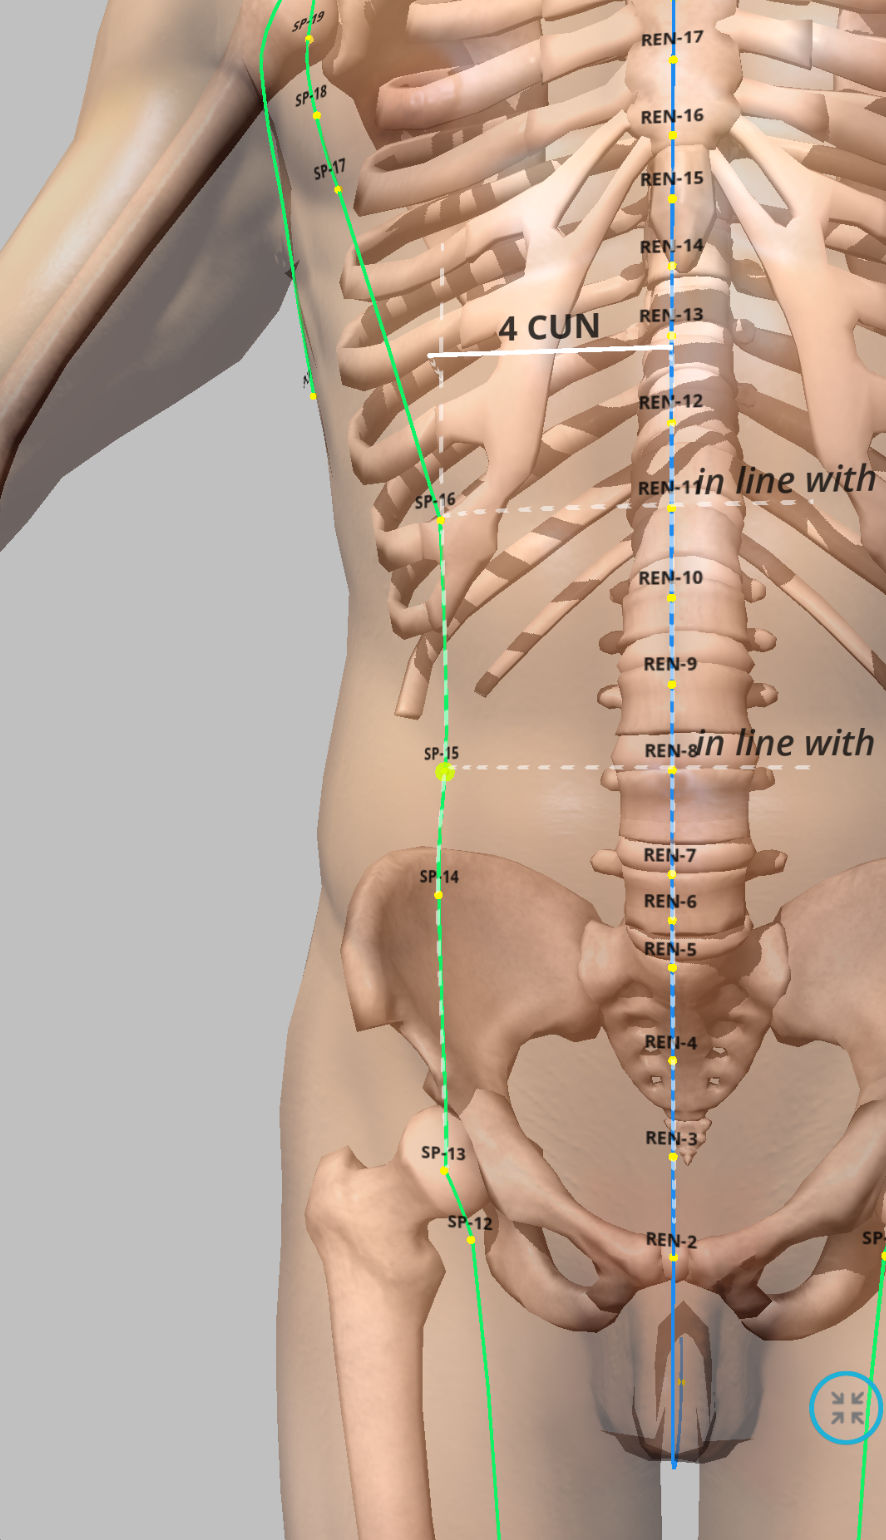 SP-19
REN-17
SP-18
REN-16
SP-17
REN-15
REN-14
REN-13
4 CUN
REN-12
in line with
REN-11
SP-16
REN-10
REN-9
in line with
REN-8
SP-15
REN-7
SP-14
REN-6
REN-5
REN-4
REN-3
SP-13
SP-12
REN-2
SP-